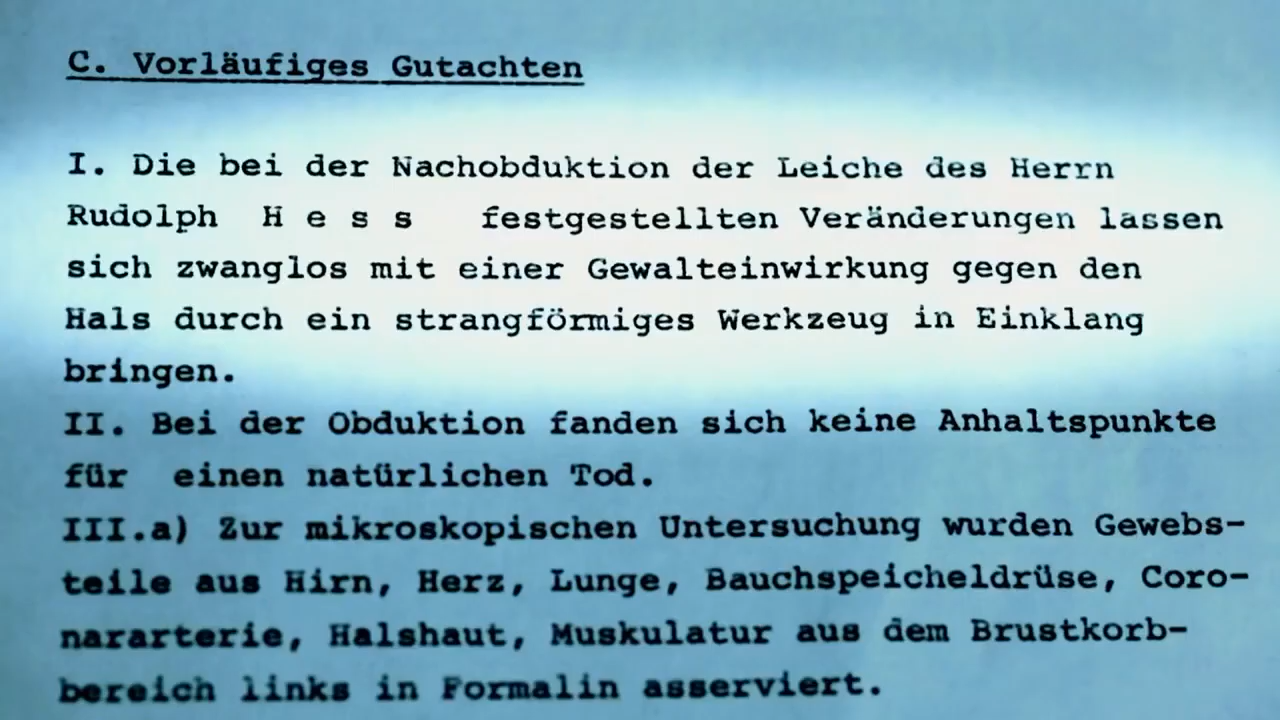 C. Vorläufiges Gutachten
I. Die bei der Nachobduktion der Leiche des Herrn
Rudolph H e s s festgestellten Veränderungen lassen
sich zwanglos mit einer Gewalteinwirkung gegen den
Hals durch ein strangförmiges Werkzeug in Einklang
bringen.
II. Bei der Obduktion fanden sich keine Anhaltspunkte
für einen natürlichen Tod.
III.a) Zur mikroskopischen Untersuchung wurden Gewebs-
teile aus Hirn, Herz, Lunge, Bauchspeicheldrüse, Coro-
nararterie, Halshaut, Muskulatur aus dem Brustkorb-
bereich links in Formalin asserviert.